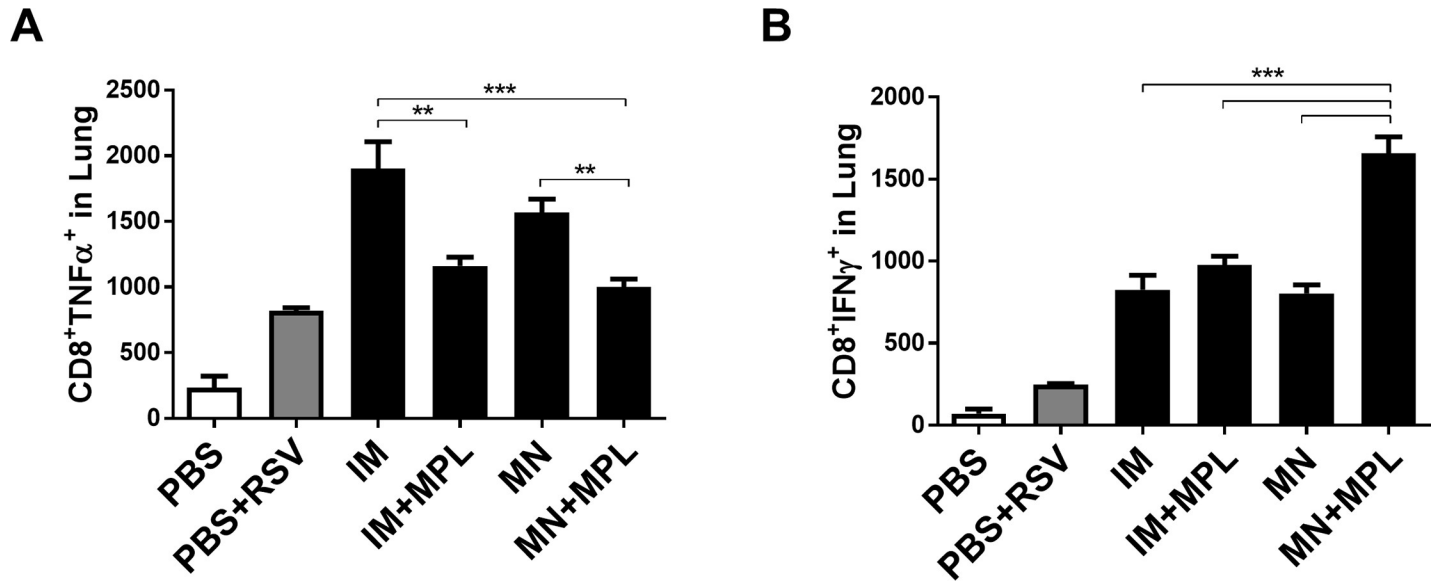 A
CD8+TNFα+ in Lung
2500
2000
1500
1000
500
0
***
**
**
PBS
PBS+RSV
IM
IM+MPL
MN
MN+MPL
B
CD8+IFNγ+ in Lung
2000
1500
1000
500
0
***
PBS
PBS+RSV
IM
IM+MPL
MN
MN+MPL